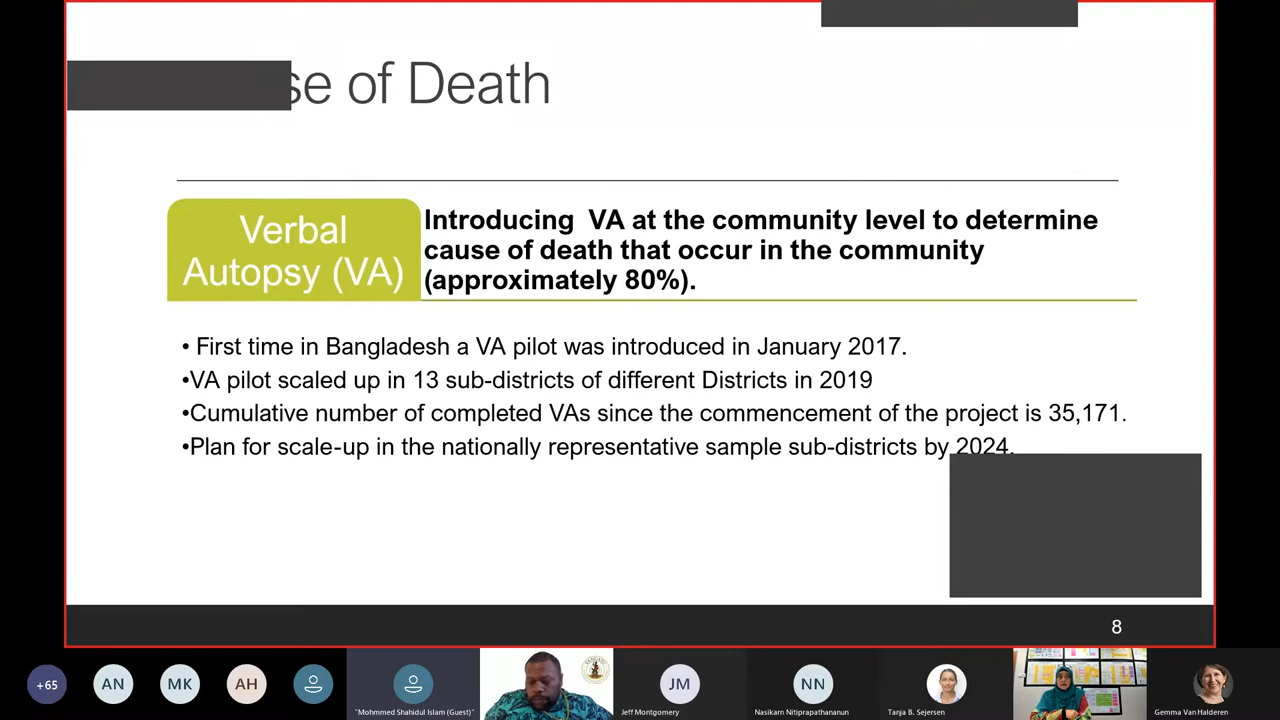 se of Death
Verbal
Autopsy (VA)
Introducing VA at the community level to determine
cause of death that occur in the community
(approximately 80%).
• First time in Bangladesh a VA pilot was introduced in January 2017.
•VA pilot scaled up in 13 sub-districts of different Districts in 2019
•Cumulative number of completed VAs since the commencement of the project is 35,171.
•Plan for scale-up in the nationally representative sample sub-districts by 2024.
8
+65
AN
MK
AH
JM
NN
"Mohmmed Shahidul Islam (Guest)"
Jeff Montgomery
Nasikarn Nitiprapathananun
Tanja B. Sejersen
Gemma Van Halderen